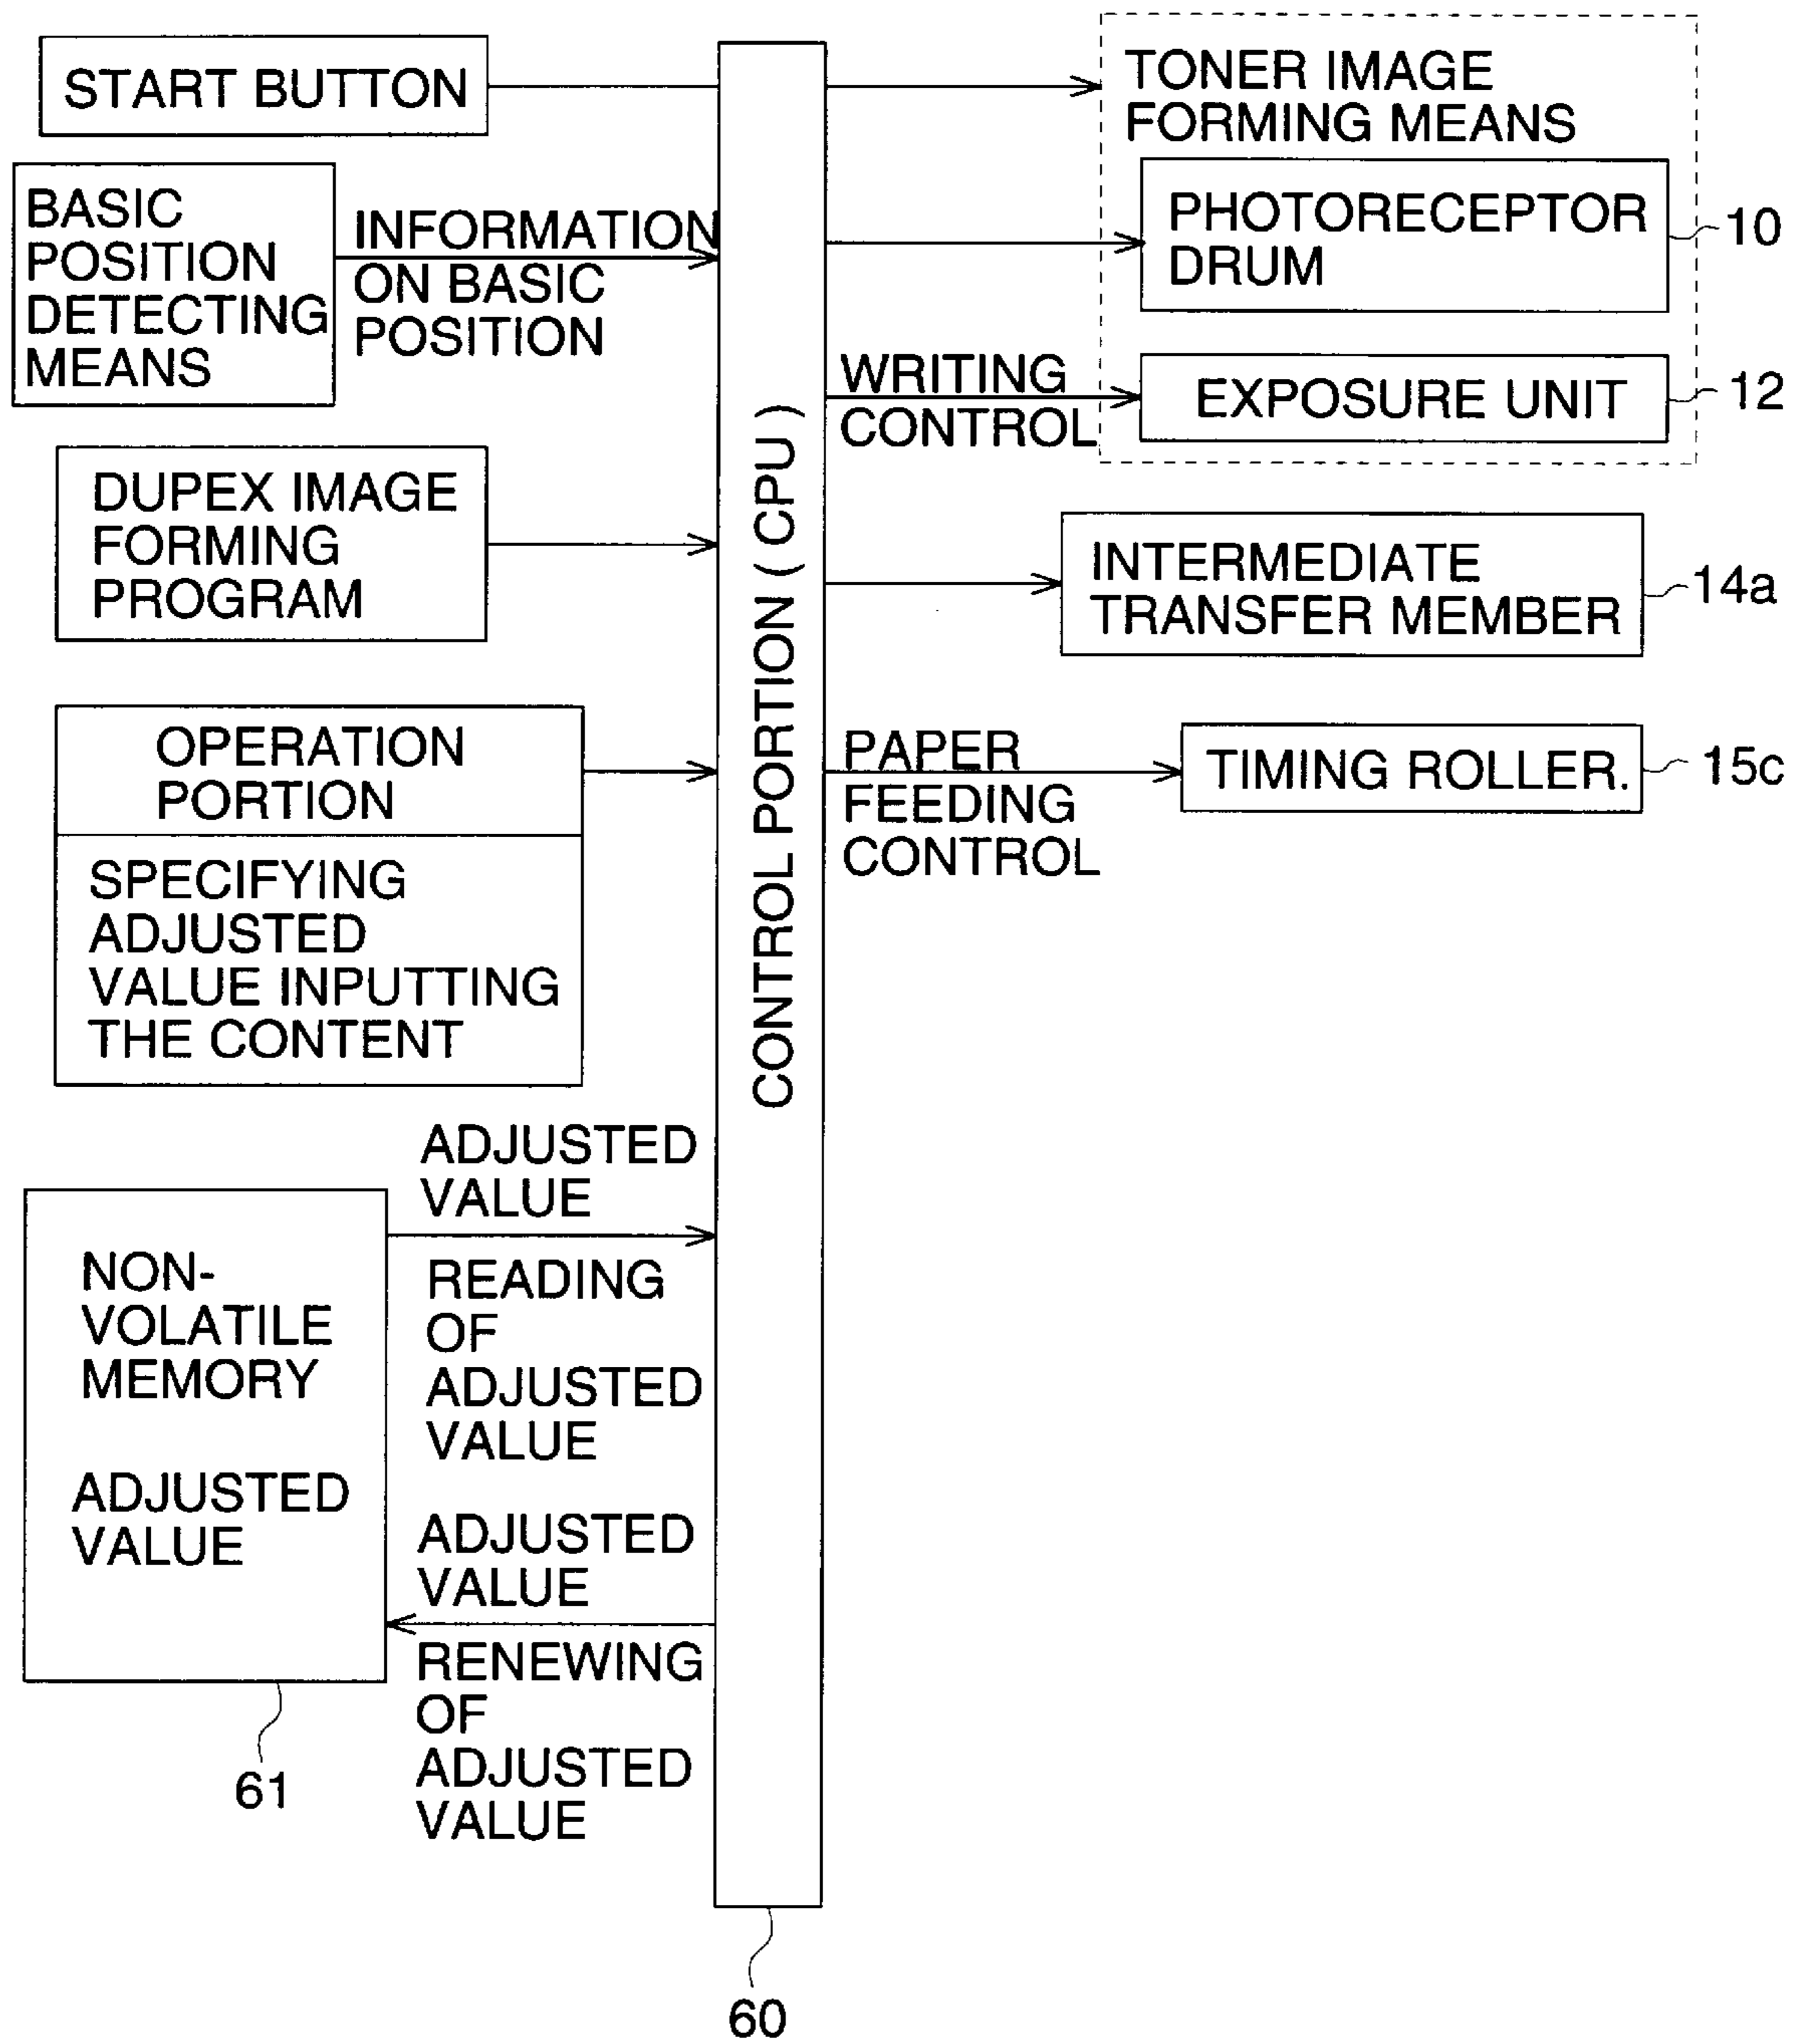 START BUTTON
TONER IMAGE
FORMING MEANS
BASIC
POSITION
DETECTING
MEANS
INFORMATION
ON BASIC
POSITION
PHOTORECEPTOR
DRUM
10
WRITING
CONTROL
EXPOSURE UNIT
12
DUPEX IMAGE
FORMING
PROGRAM
CONTROL PORTION ( CPU )
INTERMEDIATE
TRANSFER MEMBER
14a
OPERATION
PORTION
SPECIFYING
ADJUSTED
VALUE INPUTTING
THE CONTENT
PAPER
FEEDING
CONTROL
TIMING ROLLER.
15c
ADJUSTED
VALUE
READING
OF
ADJUSTED
VALUE
NON-
VOLATILE
MEMORY
ADJUSTED
VALUE
ADJUSTED
VALUE
RENEWING
OF
ADJUSTED
VALUE
61
60